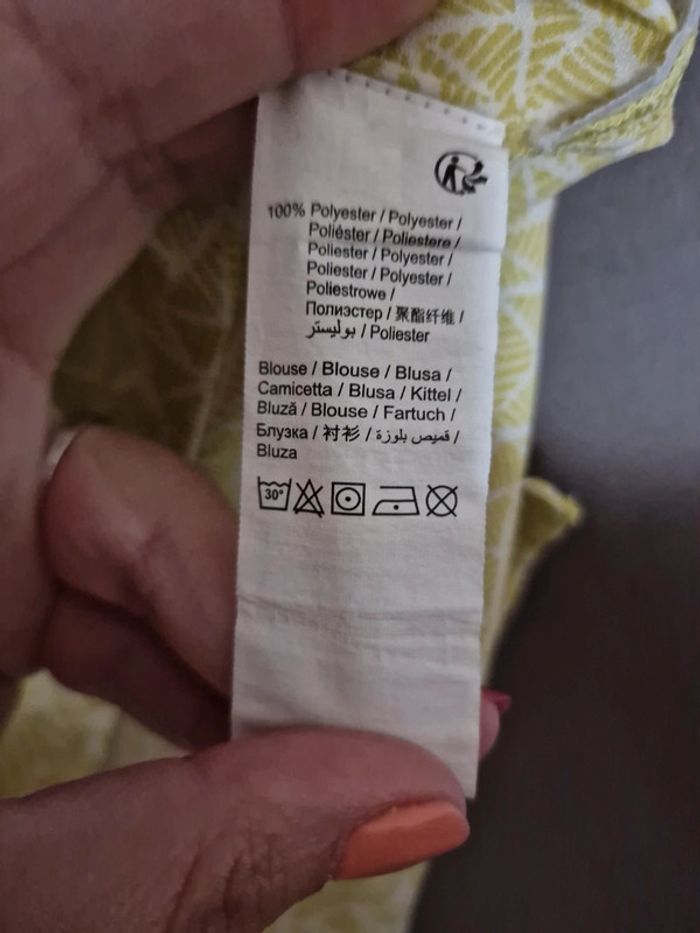 100% Polyester / Polyester /
Poliéster / Poliestere /
Poliester / Polyester /
Poliester / Polyester /
Poliestrowe /
Полиэстер / 聚酯纤维 /
بوليستر / Poliester
Blouse / Blouse / Blusa /
Camicetta / Blusa / Kittel /
Bluză / Blouse / Fartuch /
Блузка / 衬衫 / قميص بلوزة /
Bluza
30°